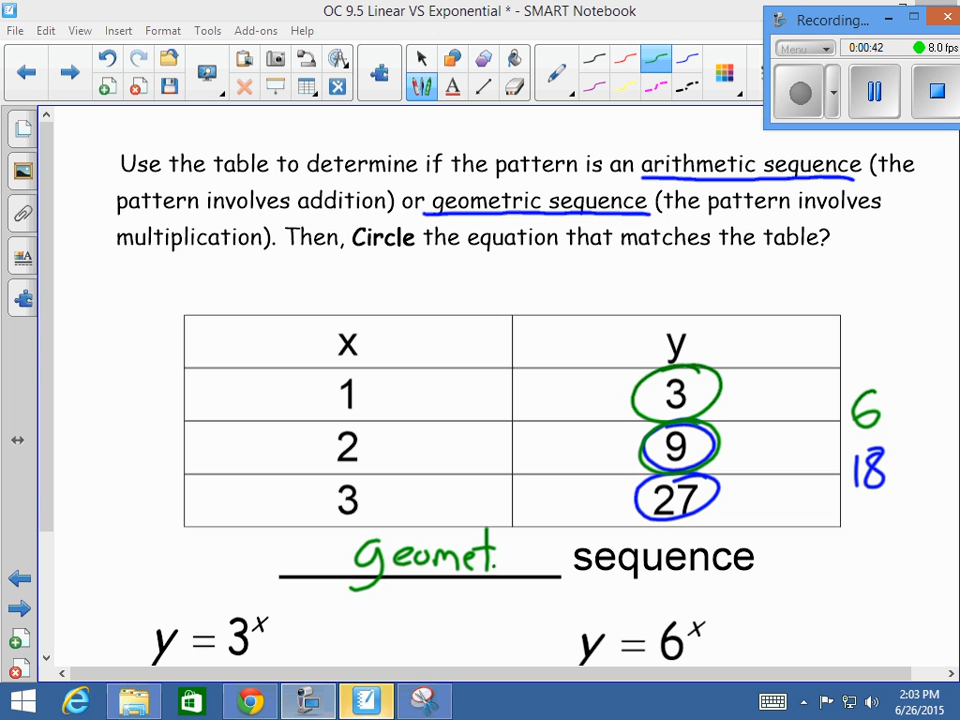 OC 9.5 Linear VS Exponential * - SMART Notebook
Recording...
File Edit View Insert Format Tools Add-ons Help
Menu 0:00:42 8.0 fps
Use the table to determine if the pattern is an arithmetic sequence (the
pattern involves addition) or geometric sequence (the pattern involves
multiplication). Then, Circle the equation that matches the table?
x y
1 3
6
2 9
18
3 27
geomet. sequence
y = 3ˣ y = 6ˣ
2:03 PM
6/26/2015